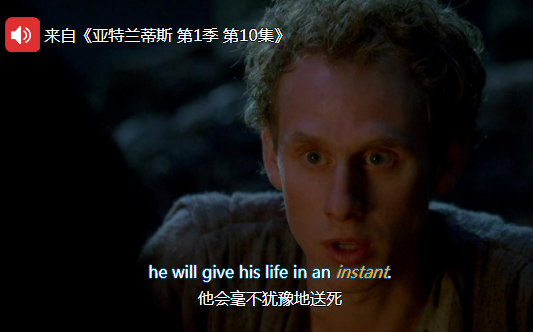 来自《亚特兰蒂斯 第1季 第10集》
he will give his life in an instant.
他会毫不犹豫地送死